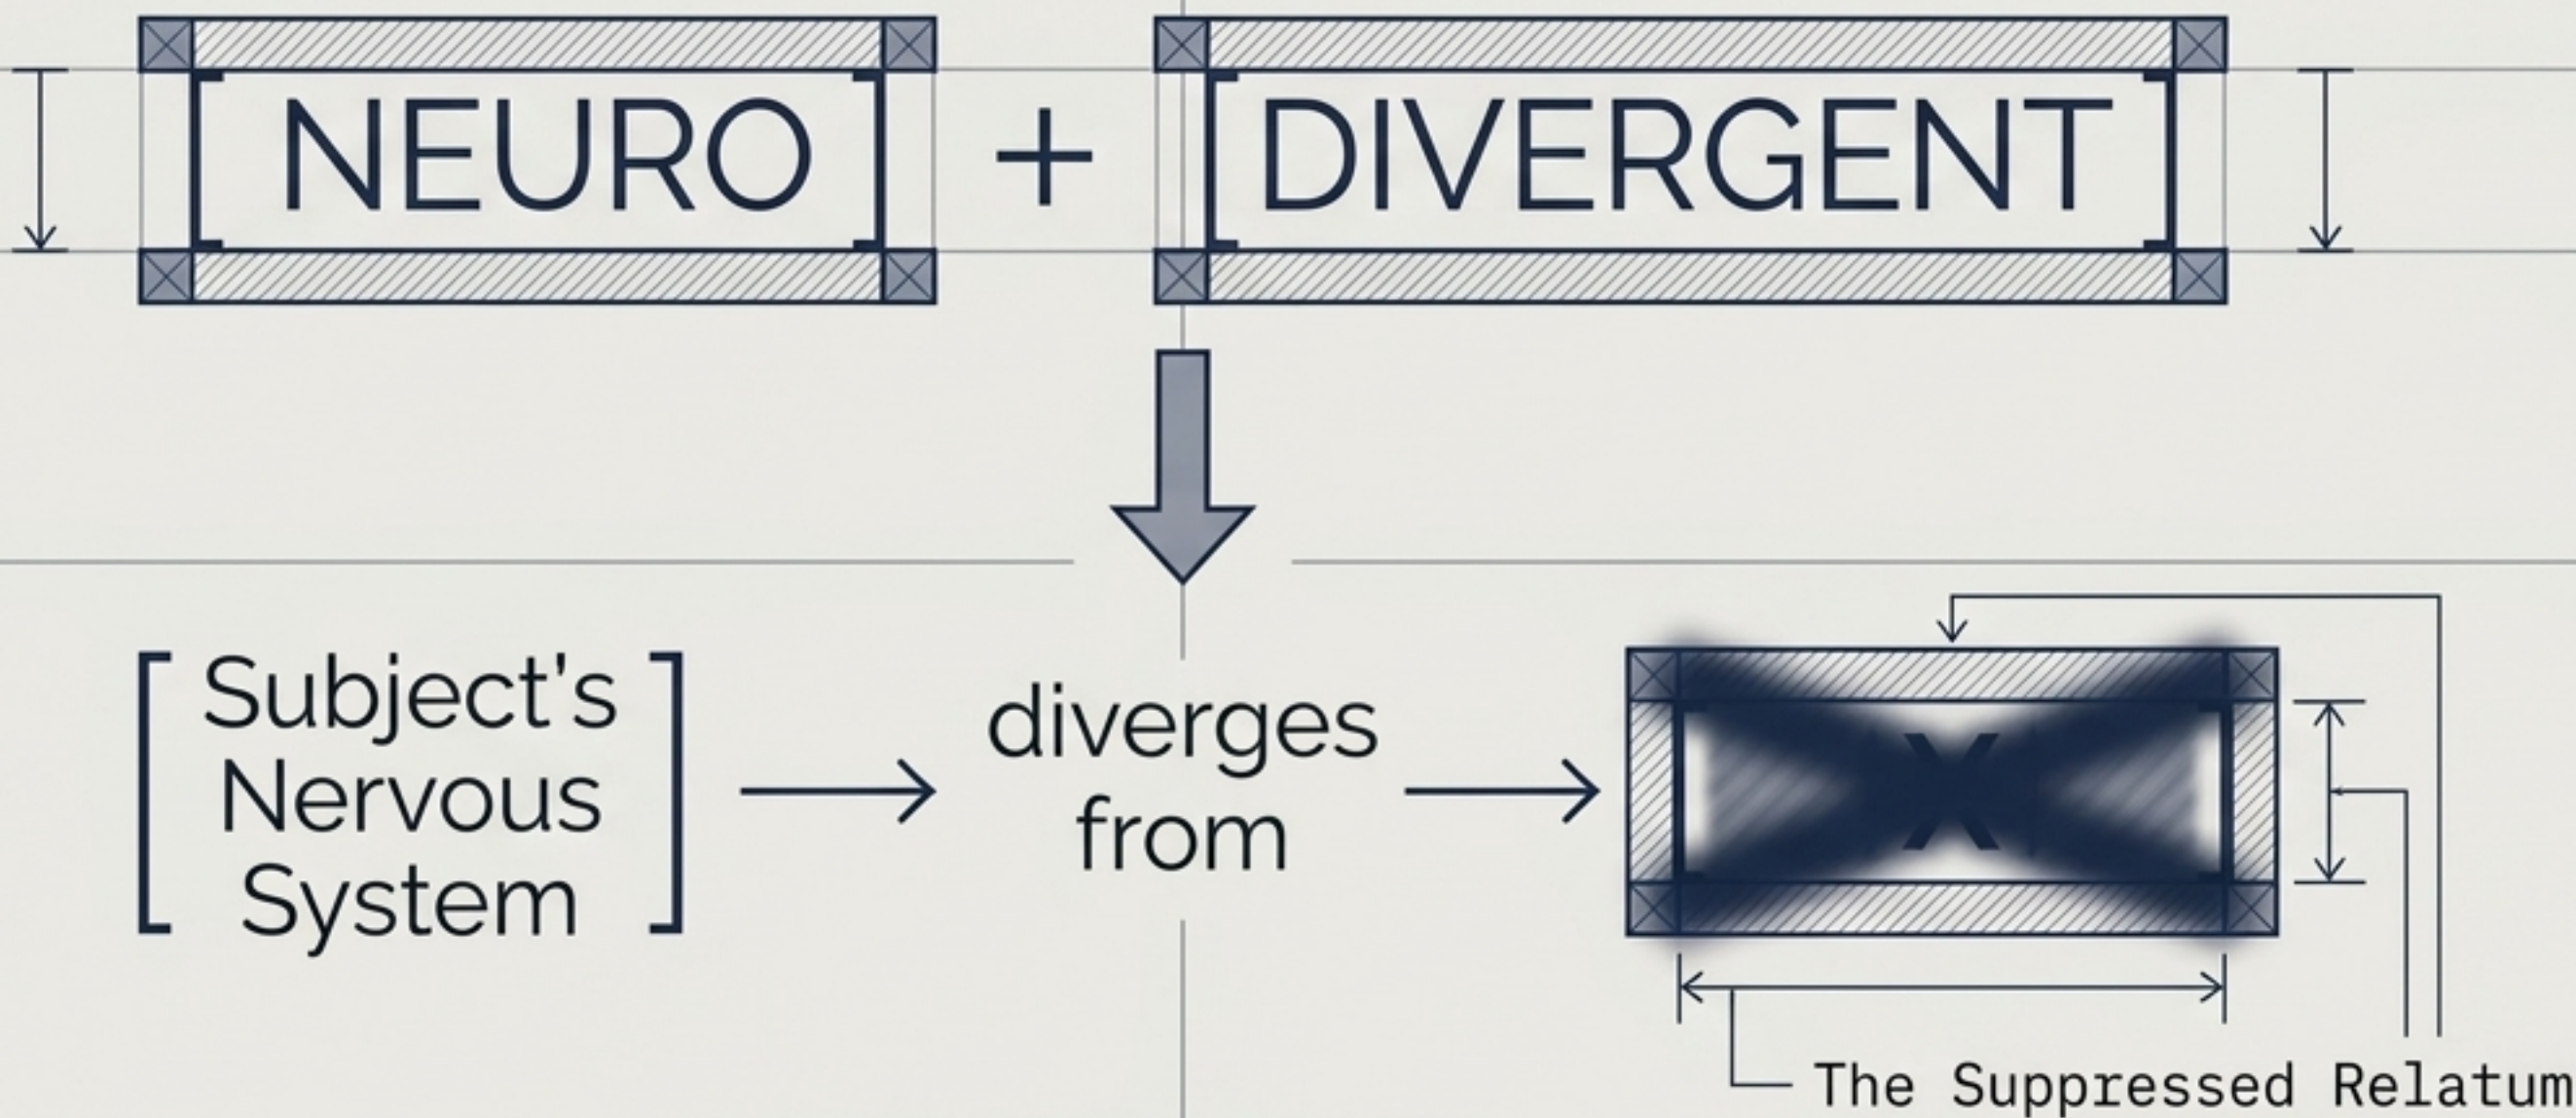 NEURO + DIVERGENT
Subject's
Nervous
System
diverges
from
X
The Suppressed Relatum